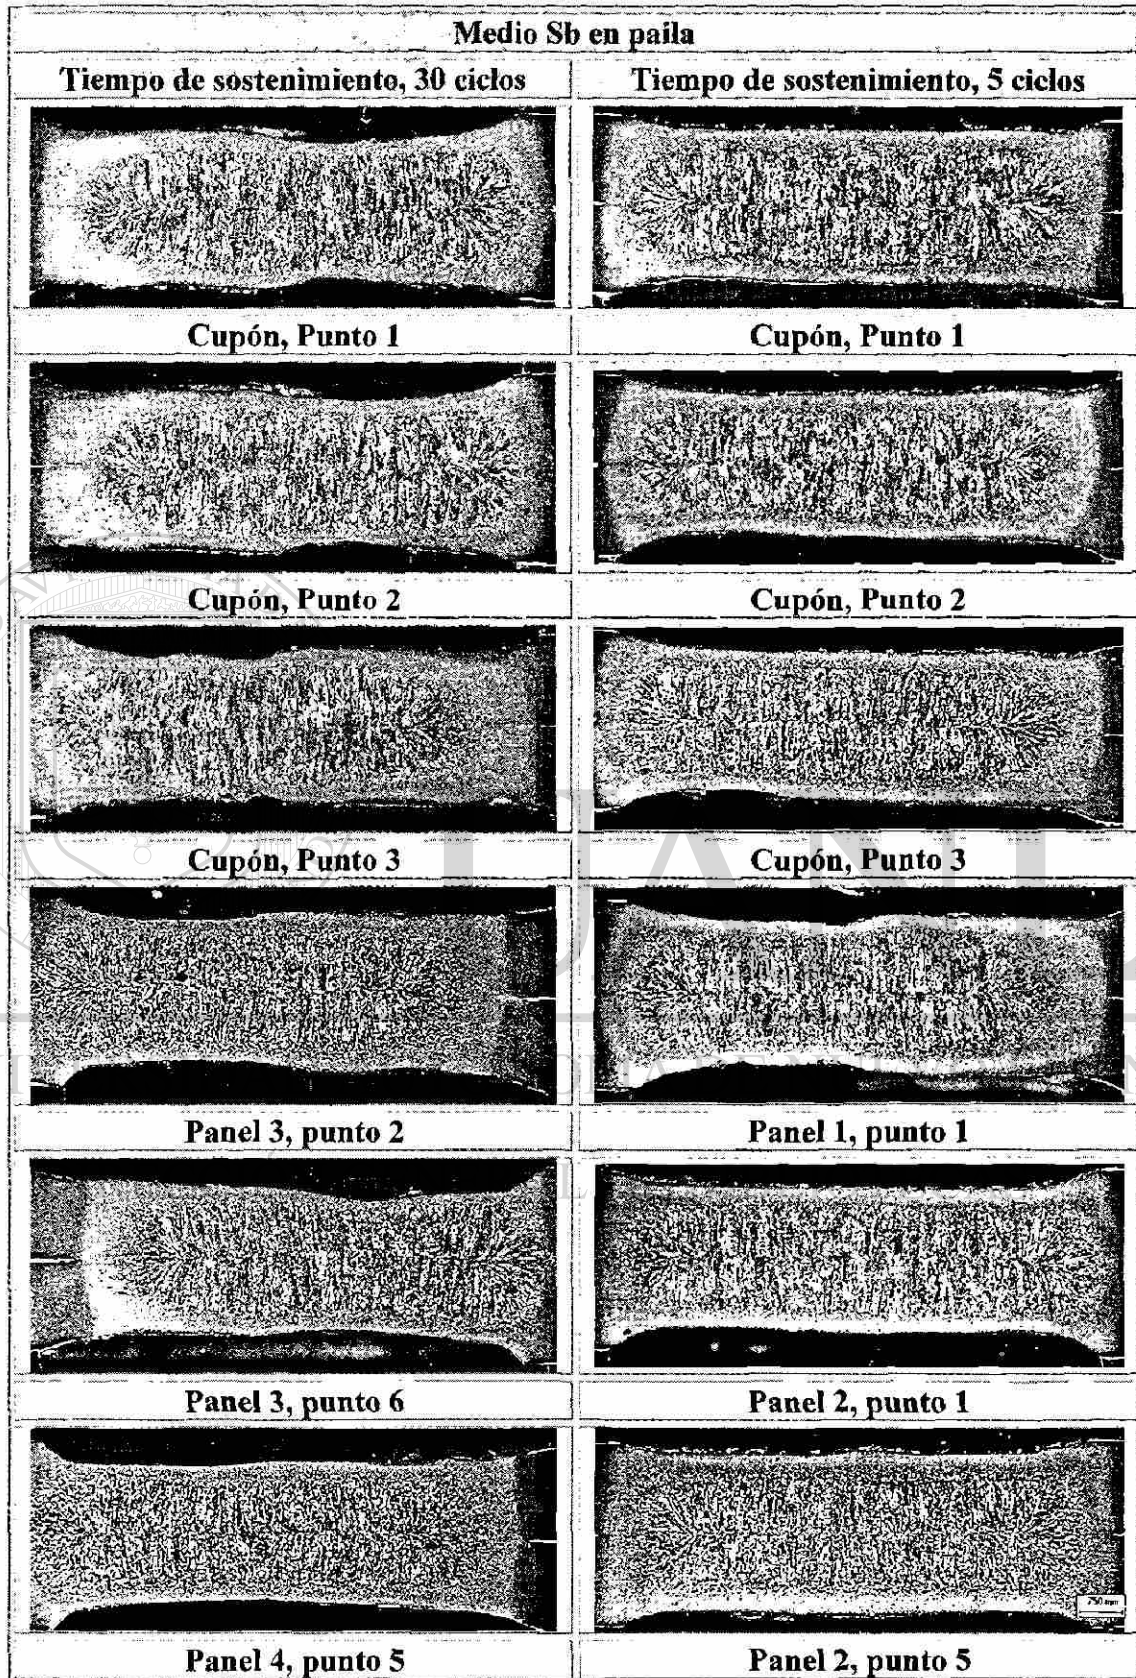 Medio Sb en paila
Tiempo de sostenimiento, 30 ciclos Tiempo de sostenimiento, 5 ciclos
Cupón, Punto 1 Cupón, Punto 1
Cupón, Punto 2 Cupón, Punto 2
Cupón, Punto 3 Cupón, Punto 3
UANL
Panel 3, punto 2 Panel 1, punto 1
Panel 3, punto 6 Panel 2, punto 1
Panel 4, punto 5 Panel 2, punto 5